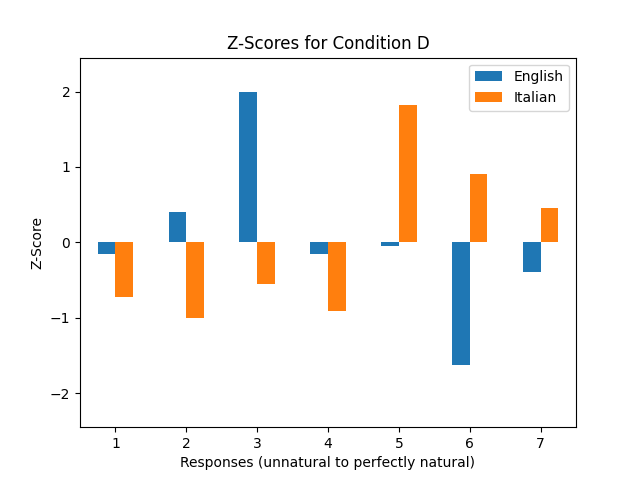 Z-Scores for Condition D
English
Italian
Z-Score
2
1
0
−1
−2
1 2 3 4 5 6 7
Responses (unnatural to perfectly natural)